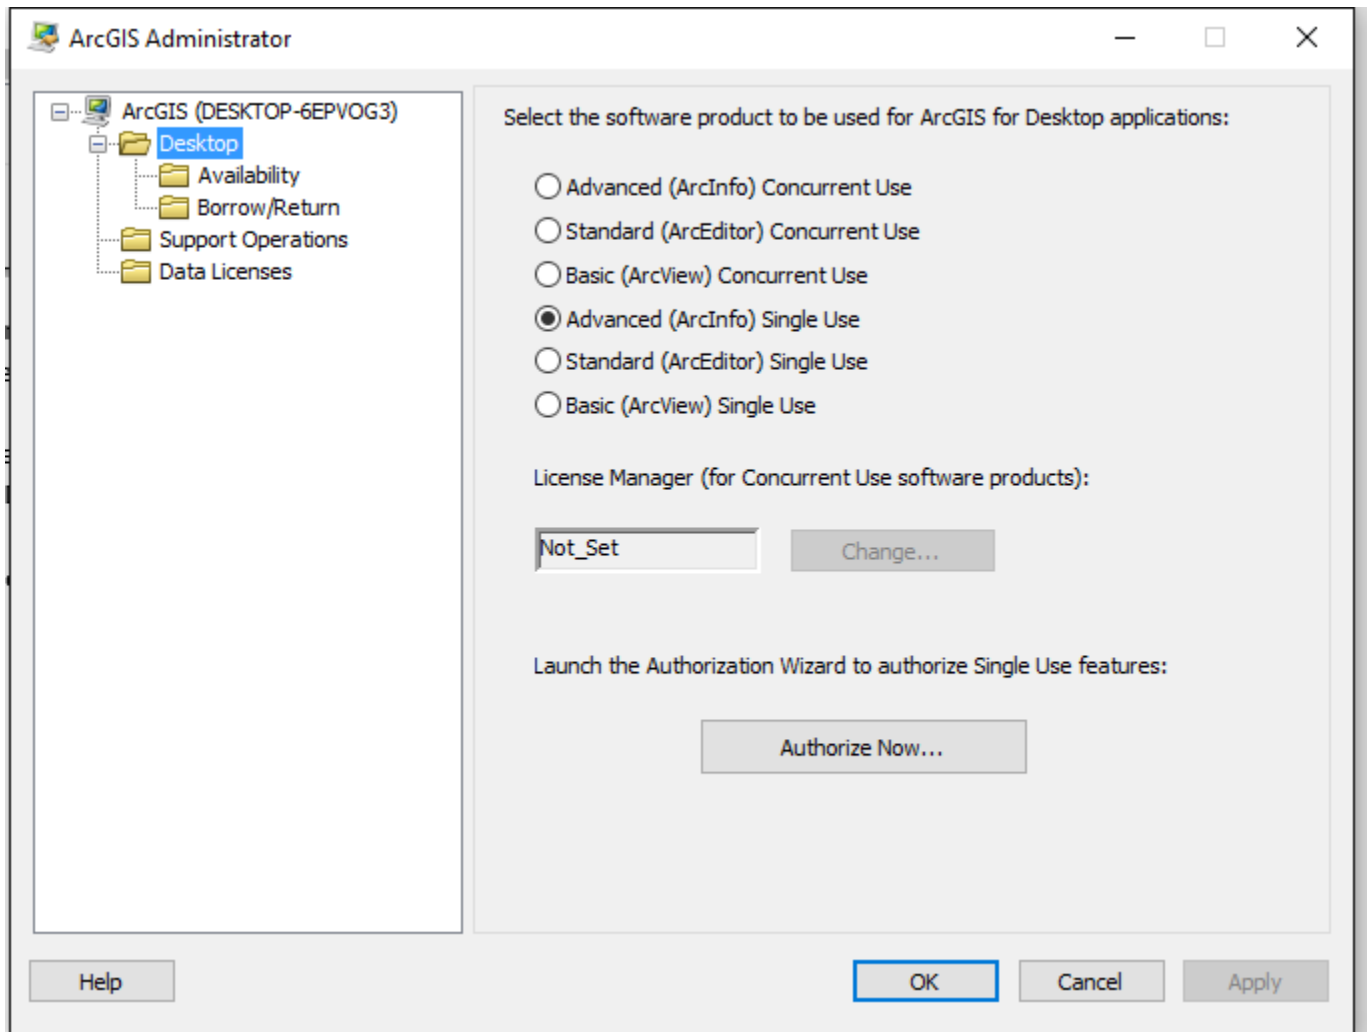 ArcGIS Administrator
ArcGIS (DESKTOP-6EPVOG3)
Desktop
Availability
Borrow/Return
Support Operations
Data Licenses
Select the software product to be used for ArcGIS for Desktop applications:
Advanced (ArcInfo) Concurrent Use
Standard (ArcEditor) Concurrent Use
Basic (ArcView) Concurrent Use
Advanced (ArcInfo) Single Use
Standard (ArcEditor) Single Use
Basic (ArcView) Single Use
License Manager (for Concurrent Use software products):
Not_Set
Change...
Launch the Authorization Wizard to authorize Single Use features:
Authorize Now...
Help
OK
Cancel
Apply